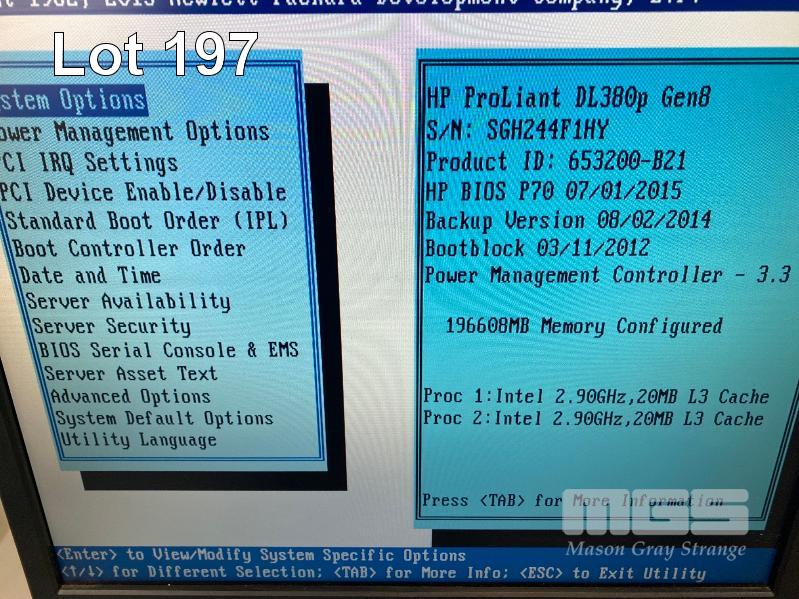 Hewlett Packard Development Company,
Lot 197
stem Options
ower Management Options
CI IRQ Settings
PCI Device Enable/Disable
Standard Boot Order (IPL)
Boot Controller Order
Date and Time
Server Availability
Server Security
BIOS Serial Console & EMS
Server Asset Text
Advanced Options
System Default Options
Utility Language
HP ProLiant DL380p Gen8
S/N: SGH244F1HY
Product ID: 653200-B21
HP BIOS P70 07/01/2015
Backup Version 08/02/2014
Bootblock 03/11/2012
Power Management Controller - 3.3
196608MB Memory Configured
Proc 1:Intel 2.90GHz,20MB L3 Cache
Proc 2:Intel 2.90GHz,20MB L3 Cache
Press <TAB> for More Information
MGS
Mason Gray Strange
<Enter> to View/Modify System Specific Options
<↑/↓> for Different Selection; <TAB> for More Info; <ESC> to Exit Utility